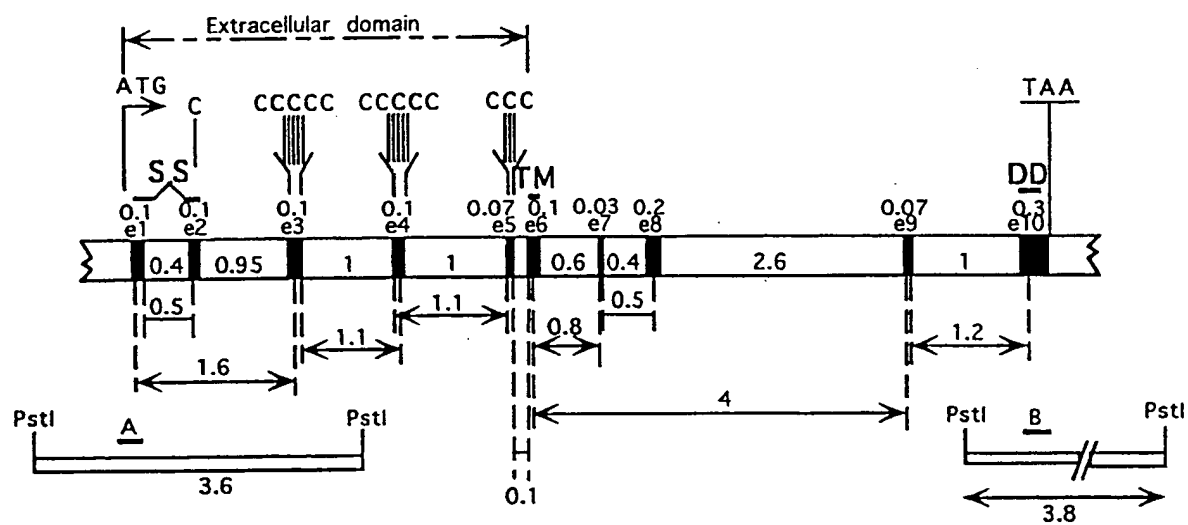 Extracellular domain
ATG C CCCCC CCCCC CCC TAA
SS TM DD
0.1 0.1 0.1 0.1 0.07 0.1 0.03 0.2 0.07 0.3
e1 e2 e3 e4 e5 e6 e7 e8 e9 e10
0.4 0.95 1 1 0.6 0.4 2.6 1
0.5 1.1 0.5
1.1 0.8 1.2
1.6
4
PstI A PstI PstI B PstI
3.6 0.1 3.8